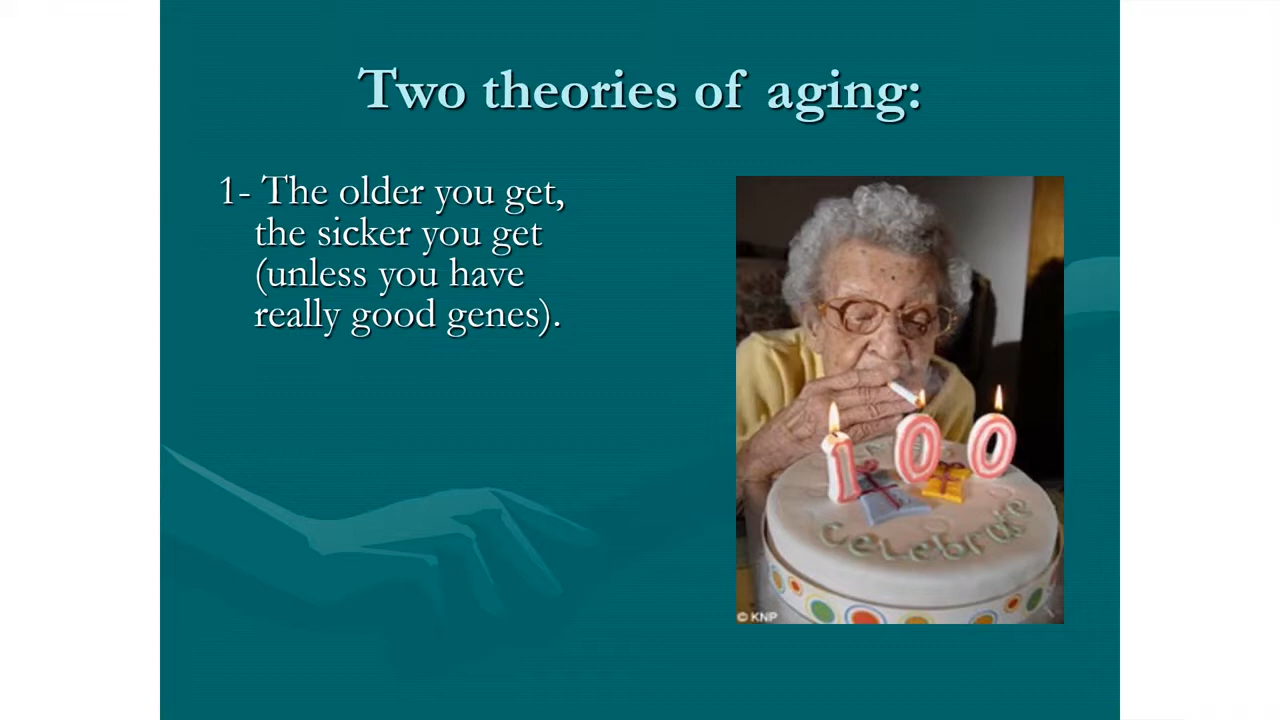 Two theories of aging:
1- The older you get,
the sicker you get
(unless you have
really good genes).
100
celebrate
© KNP